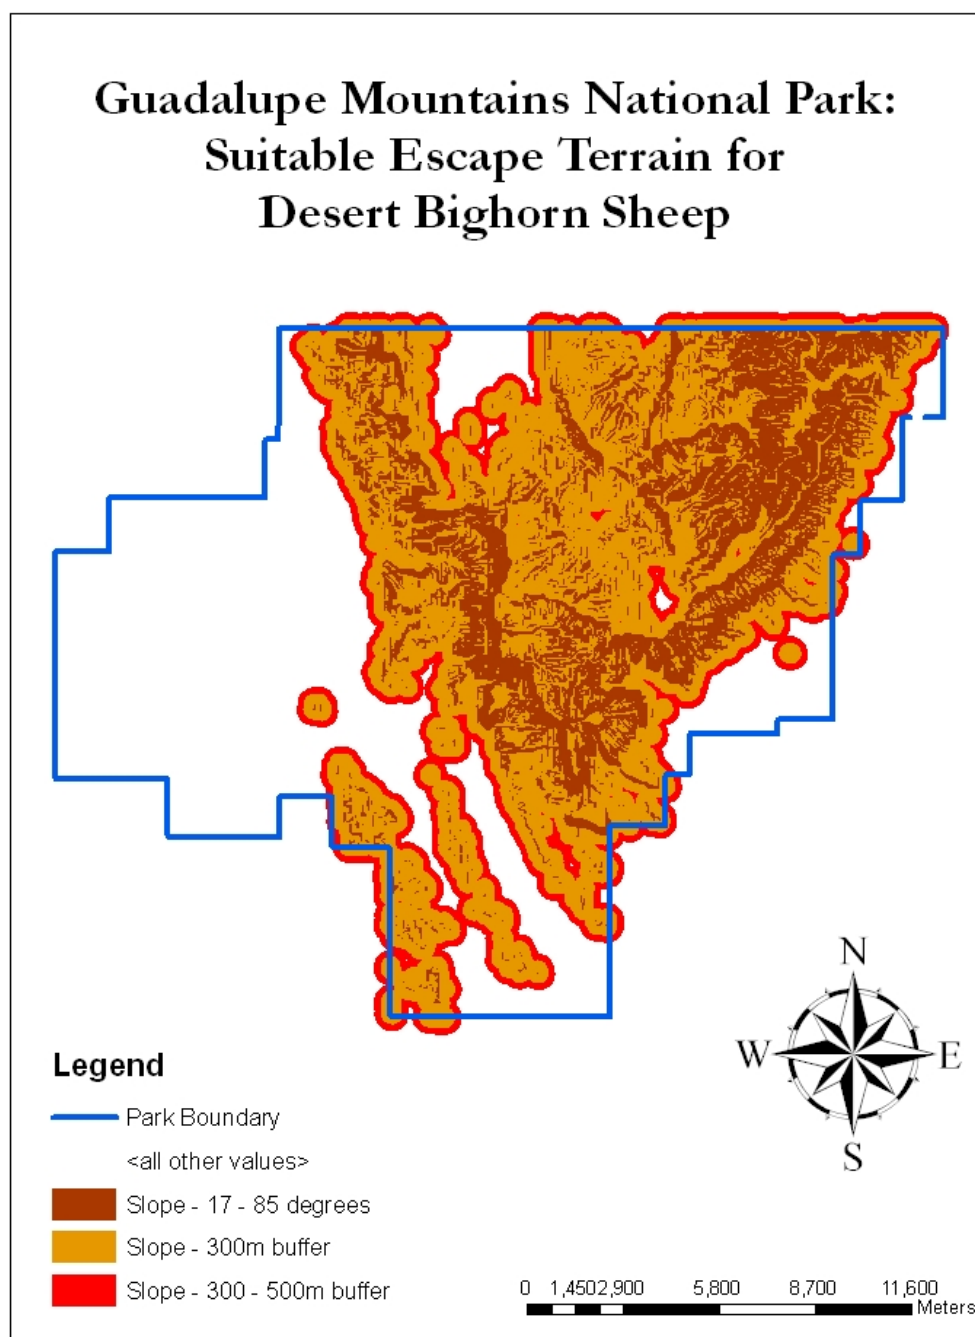 Guadalupe Mountains National Park:
Suitable Escape Terrain for
Desert Bighorn Sheep
N
W
E
S
Legend
Park Boundary
<all other values>
Slope - 17 - 85 degrees
Slope - 300m buffer
Slope - 300 - 500m buffer
0 1,450 2,900 5,800 8,700 11,600
Meters